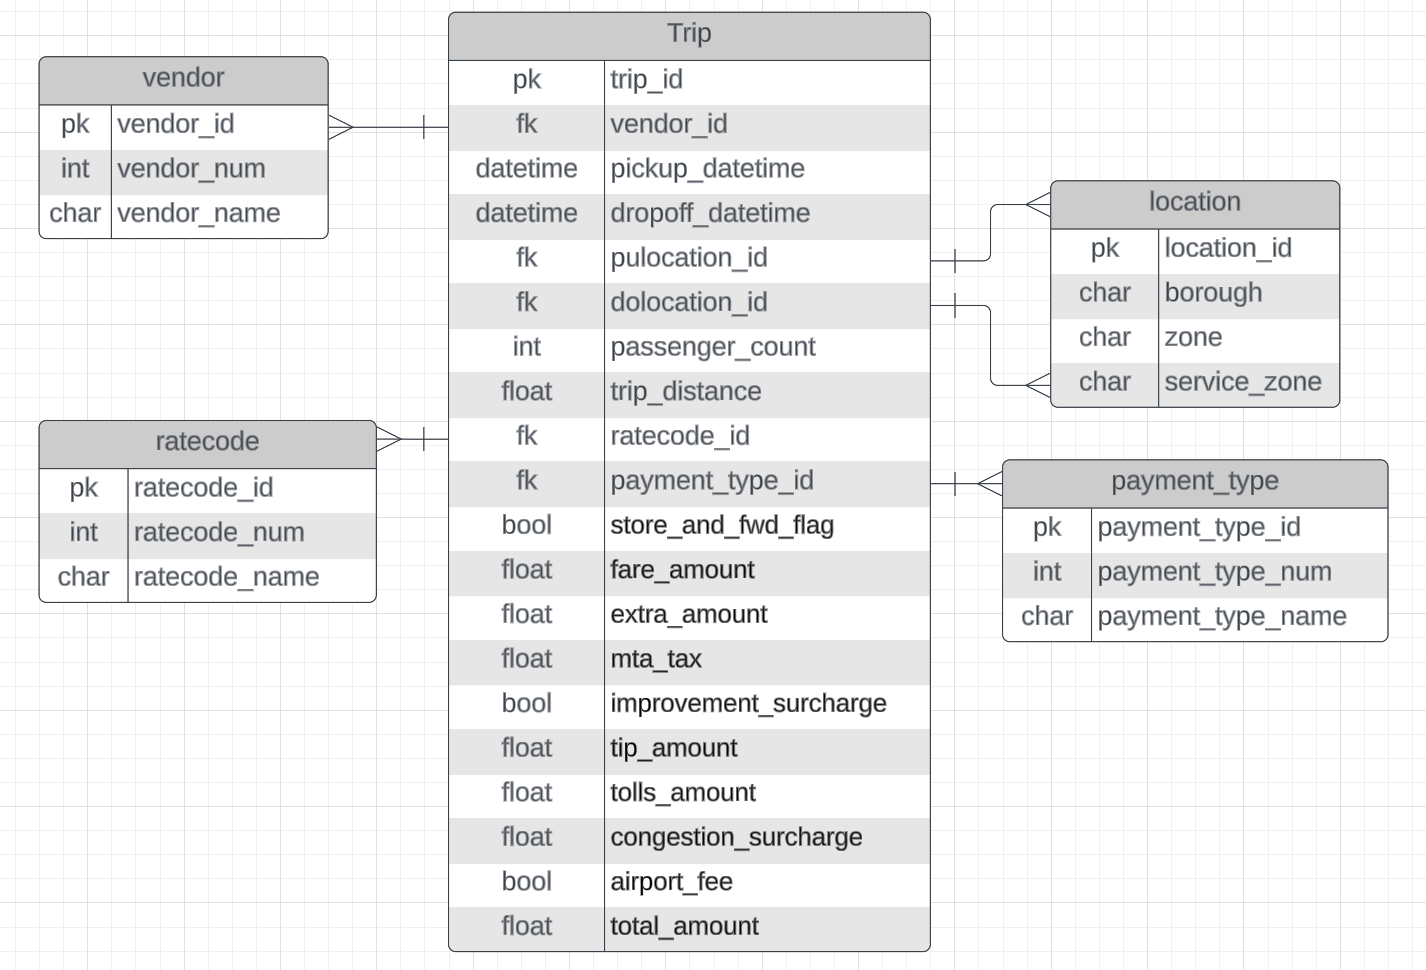 vendor
pk vendor_id
int vendor_num
char vendor_name
ratecode
pk ratecode_id
int ratecode_num
char ratecode_name
Trip
pk trip_id
fk vendor_id
datetime pickup_datetime
datetime dropoff_datetime
fk pulocation_id
fk dolocation_id
int passenger_count
float trip_distance
fk ratecode_id
fk payment_type_id
bool store_and_fwd_flag
float fare_amount
float extra_amount
float mta_tax
bool improvement_surcharge
float tip_amount
float tolls_amount
float congestion_surcharge
bool airport_fee
float total_amount
location
pk location_id
char borough
char zone
char service_zone
payment_type
pk payment_type_id
int payment_type_num
char payment_type_name